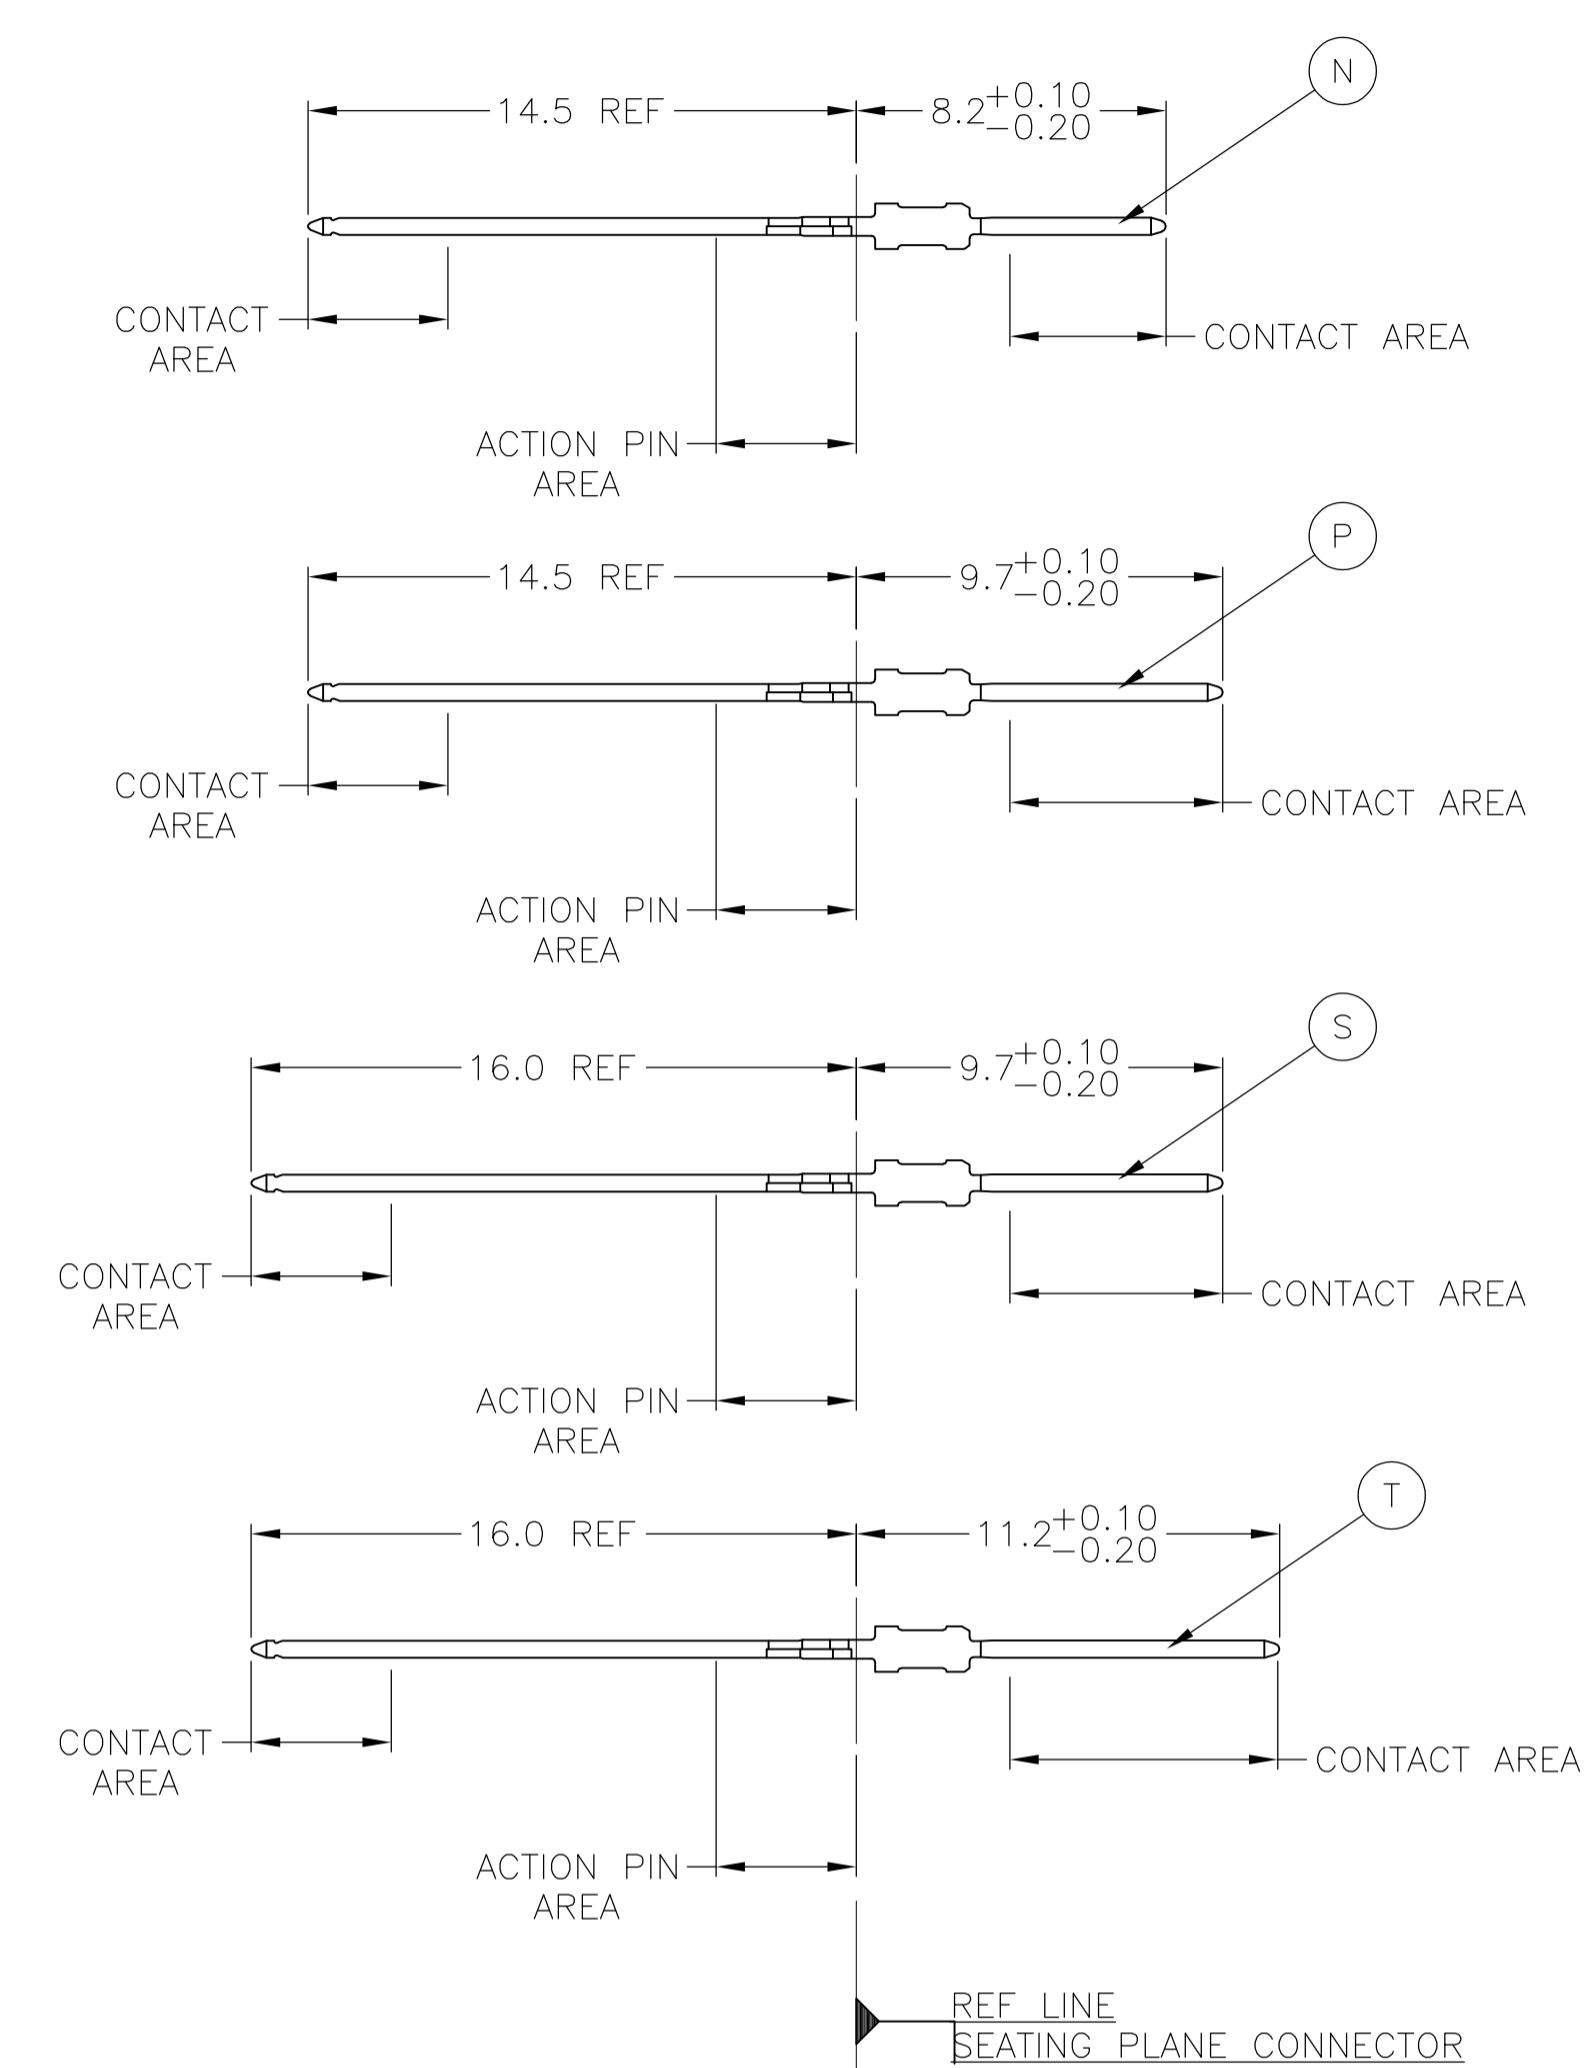 N
14.5 REF
8.2 +0.10
-0.20
CONTACT
AREA
CONTACT AREA
ACTION PIN
AREA
P
14.5 REF
9.7 +0.10
-0.20
CONTACT
AREA
CONTACT AREA
ACTION PIN
AREA
S
16.0 REF
9.7 +0.10
-0.20
CONTACT
AREA
CONTACT AREA
ACTION PIN
AREA
T
16.0 REF
11.2 +0.10
-0.20
CONTACT
AREA
CONTACT AREA
ACTION PIN
AREA
REF LINE
SEATING PLANE CONNECTOR